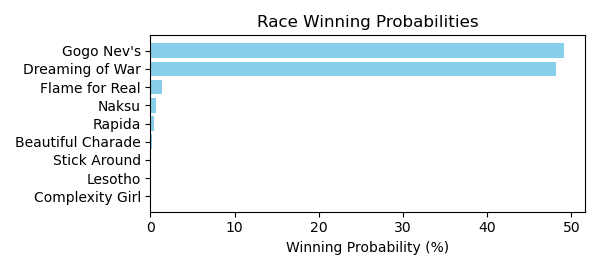 Race Winning Probabilities
Gogo Nev's
Dreaming of War
Flame for Real
Naksu
Rapida
Beautiful Charade
Stick Around
Lesotho
Complexity Girl
0 10 20 30 40 50
Winning Probability (%)